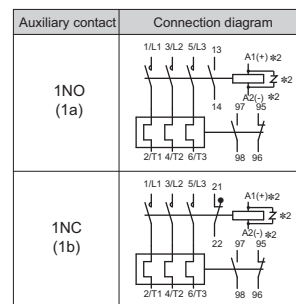 Auxiliary contact Connection diagram
1NO
(1a)
1/L1 3/L2 5/L3 13
A1(+) *2
*2
14
A2(-) *2
97 95
2/T1 4/T2 6/T3
98 96
1NC
(1b)
1/L1 3/L2 5/L3 21
A1(+) *2
*2
22
A2(-) *2
97 95
2/T1 4/T2 6/T3
98 96